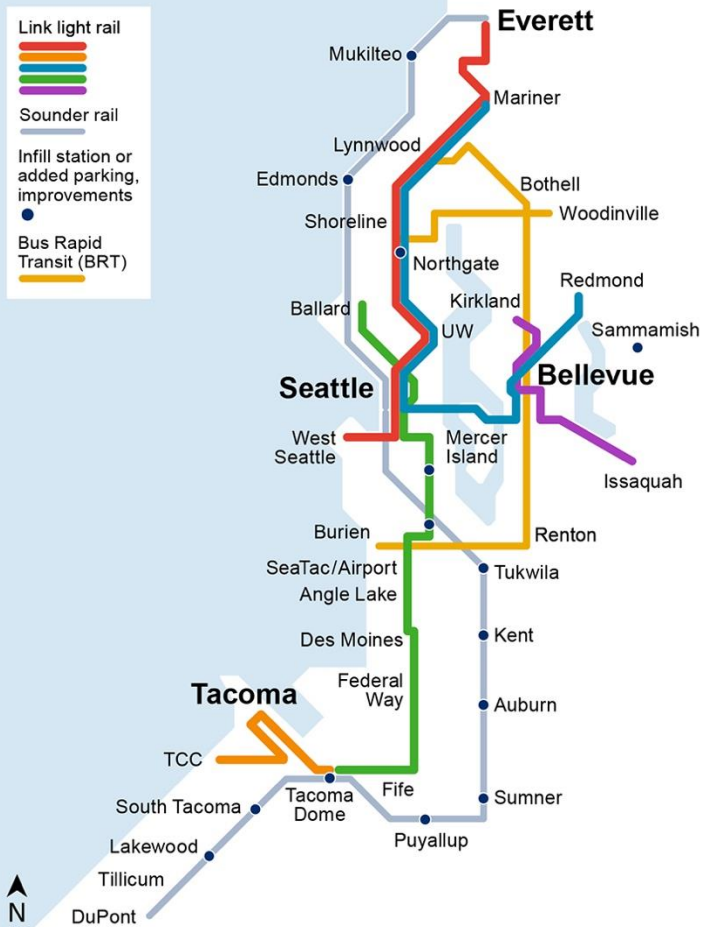 Link light rail
Sounder rail
Infill station or
added parking,
improvements
Bus Rapid
Transit (BRT)
Everett
Mukilteo
Mariner
Lynnwood
Edmonds
Bothell
Shoreline
Woodinville
Northgate
Redmond
Ballard
Kirkland
UW
Sammamish
Seattle
Bellevue
West
Seattle
Mercer
Island
Issaquah
Burien
Renton
SeaTac/Airport
Tukwila
Angle Lake
Des Moines
Kent
Federal
Way
Tacoma
Auburn
TCC
Tacoma
Dome
Fife
Sumner
South Tacoma
Puyallup
Lakewood
Tillicum
DuPont
N